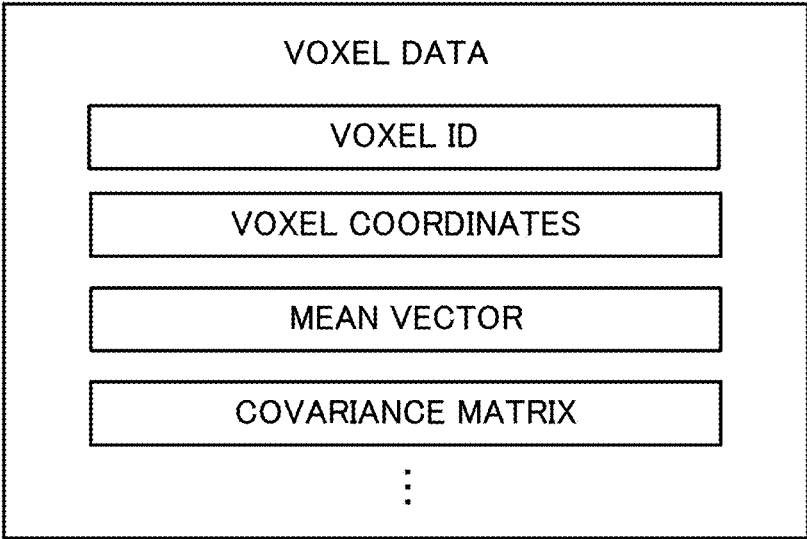 VOXEL DATA
VOXEL ID
VOXEL COORDINATES
MEAN VECTOR
COVARIANCE MATRIX
⋮